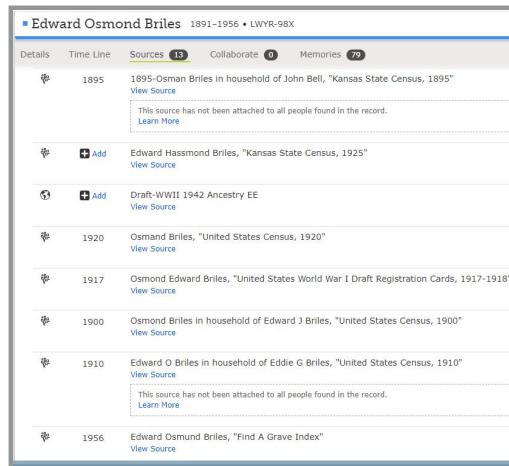 Edward Osmond Briles 1891–1956 • LWYR-98X
Details Time Line Sources 13 Collaborate 0 Memories 79
1895 1895-Osman Briles in household of John Bell, "Kansas State Census, 1895"
View Source
This source has not been attached to all people found in the record.
Learn More
Add Edward Hassmond Briles, "Kansas State Census, 1925"
View Source
Add Draft-WWII 1942 Ancestry EE
View Source
1920 Osmand Briles, "United States Census, 1920"
View Source
1917 Osmond Edward Briles, "United States World War I Draft Registration Cards, 1917-1918"
View Source
1900 Osmond Briles in household of Edward J Briles, "United States Census, 1900"
View Source
1910 Edward O Briles in household of Eddie G Briles, "United States Census, 1910"
View Source
This source has not been attached to all people found in the record.
Learn More
1956 Edward Osmund Briles, "Find A Grave Index"
View Source